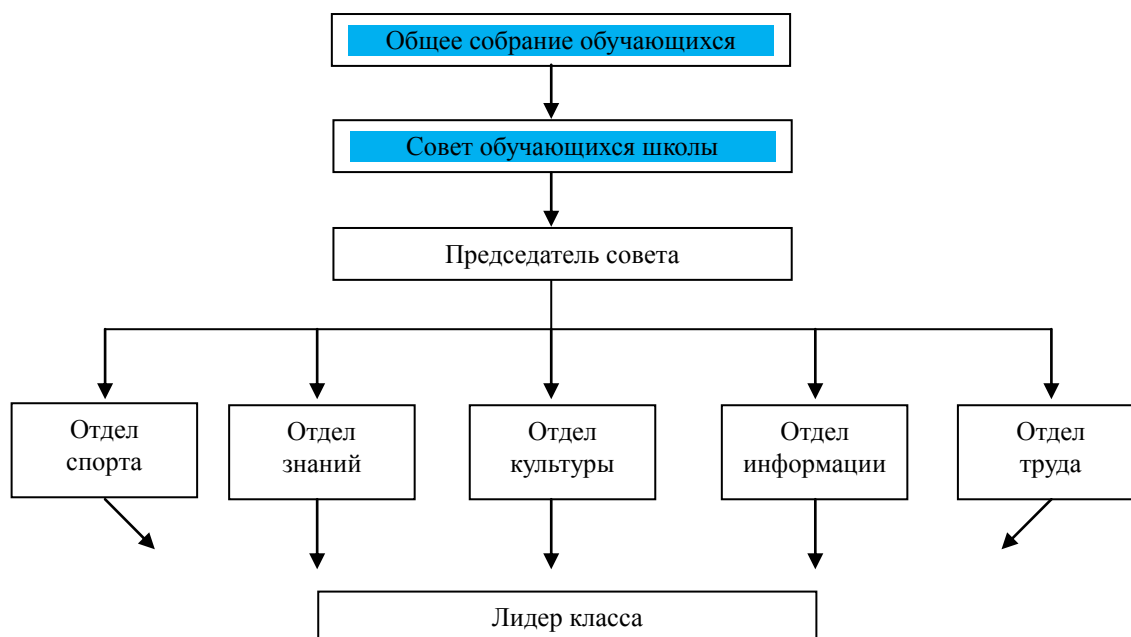 Общее собрание обучающихся
Совет обучающихся школы
Председатель совета
Отдел
спорта
Отдел
знаний
Отдел
культуры
Отдел
информации
Отдел
труда
Лидер класса